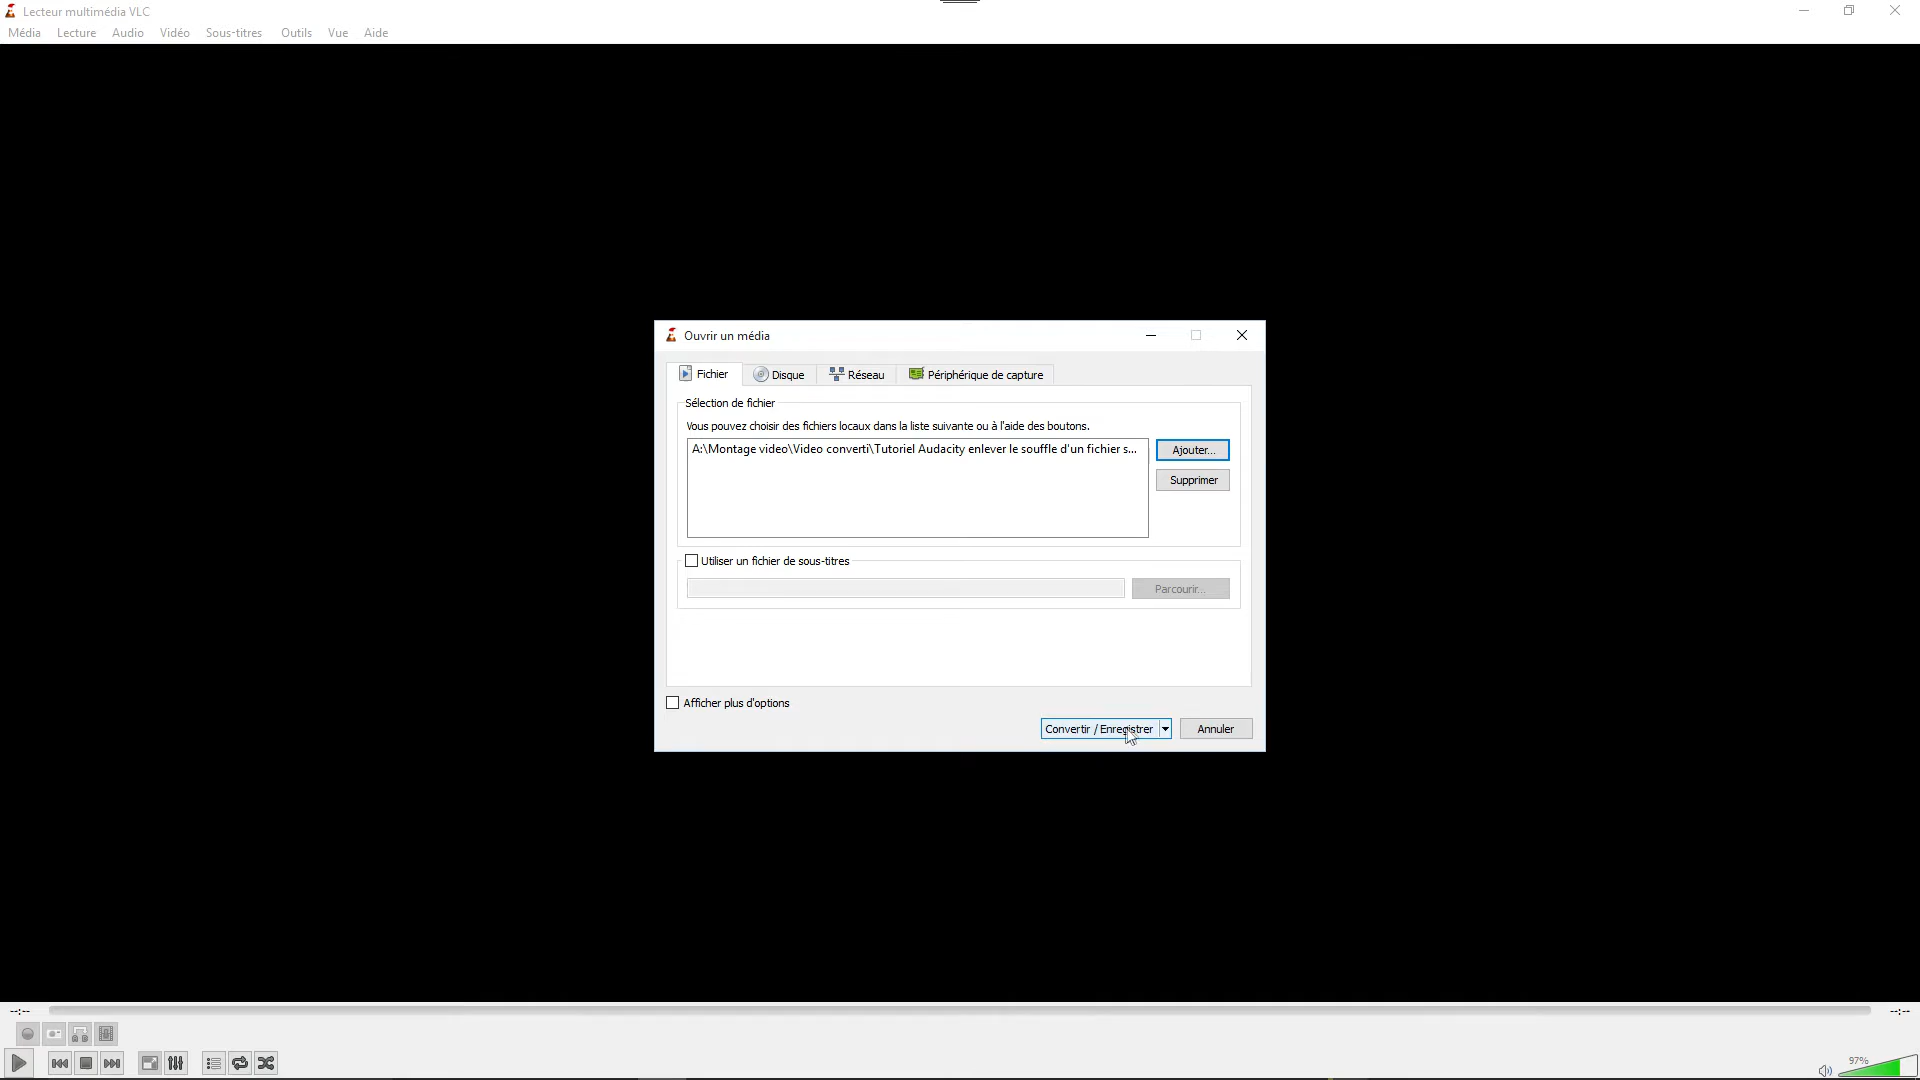 Lecteur multimédia VLC
Média Lecture Audio Vidéo Sous-titres Outils Vue Aide
Ouvrir un média
Fichier Disque Réseau Périphérique de capture
Sélection de fichier
Vous pouvez choisir des fichiers locaux dans la liste suivante ou à l'aide des boutons.
A:\Montage video\Video converti\Tutoriel Audacity enlever le souffle d'un fichier s... Ajouter...
Supprimer
Utiliser un fichier de sous-titres
Parcourir...
Afficher plus d'options
Convertir / Enregistrer Annuler
--:-- --:--
97%